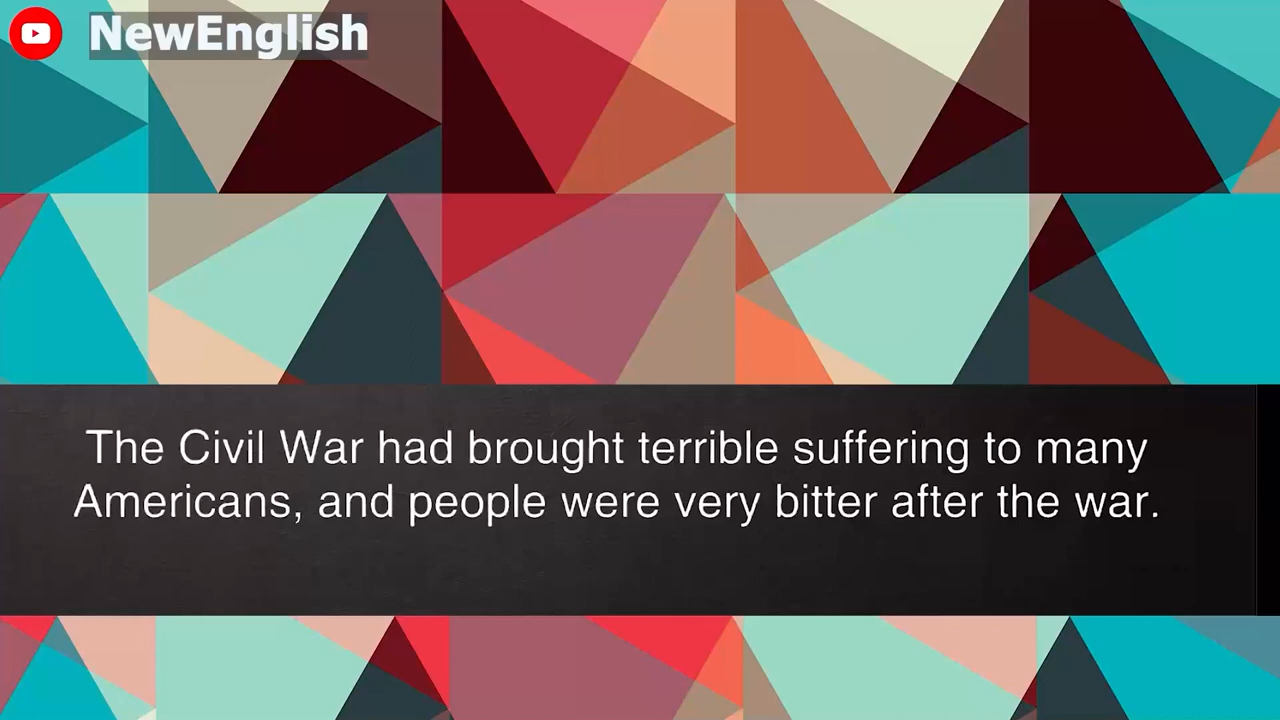 NewEnglish
The Civil War had brought terrible suffering to many
Americans, and people were very bitter after the war.